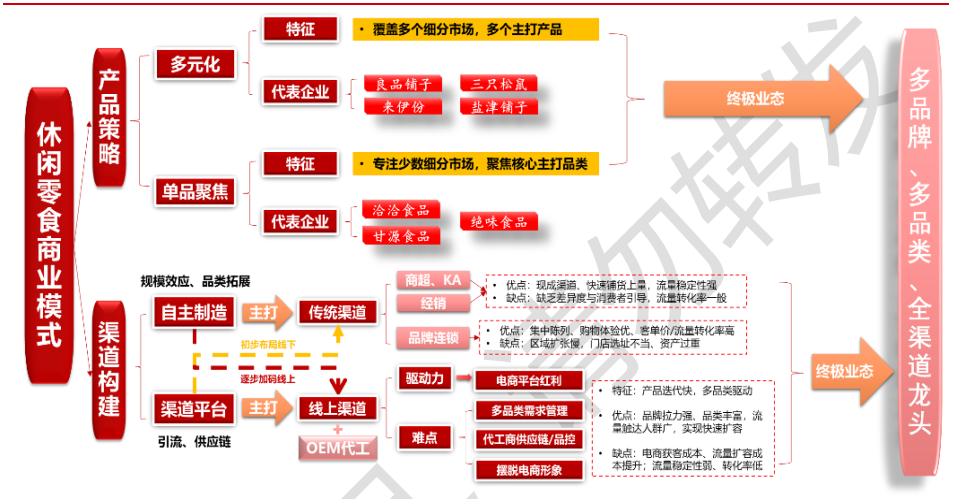 休闲零食商业模式
产品策略
多元化
特征
• 覆盖多个细分市场，多个主打产品
代表企业
良品铺子
三只松鼠
来伊份
盐津铺子
单品聚焦
特征
• 专注少数细分市场，聚焦核心主打品类
代表企业
洽洽食品
绝味食品
甘源食品
终极业态
渠道构建
规模效应、品类拓展
自主制造
主打
传统渠道
商超、KA
经销
• 优点：现成渠道、快速铺货上量，流量稳定性强
• 缺点：缺乏差异度与消费者引导，流量转化率一般
品牌连锁
• 优点：集中陈列、购物体验优、客单价/流量转化率高
• 缺点：区域扩张慢，门店选址不当、资产过重
初步布局线下
逐步加码线上
渠道平台
引流、供应链
主打
线上渠道
+
OEM代工
驱动力
电商平台红利
难点
多品类需求管理
代工商供应链/品控
摆脱电商形象
• 特征：产品迭代快，多品类驱动
• 优点：品牌拉力强、品类丰富，流
量触达人群广，实现快速扩容
• 缺点：电商获客成本、流量扩容成
本提升；流量稳定性弱、转化率低
终极业态
多品牌、多品类、全渠道龙头
请勿转发